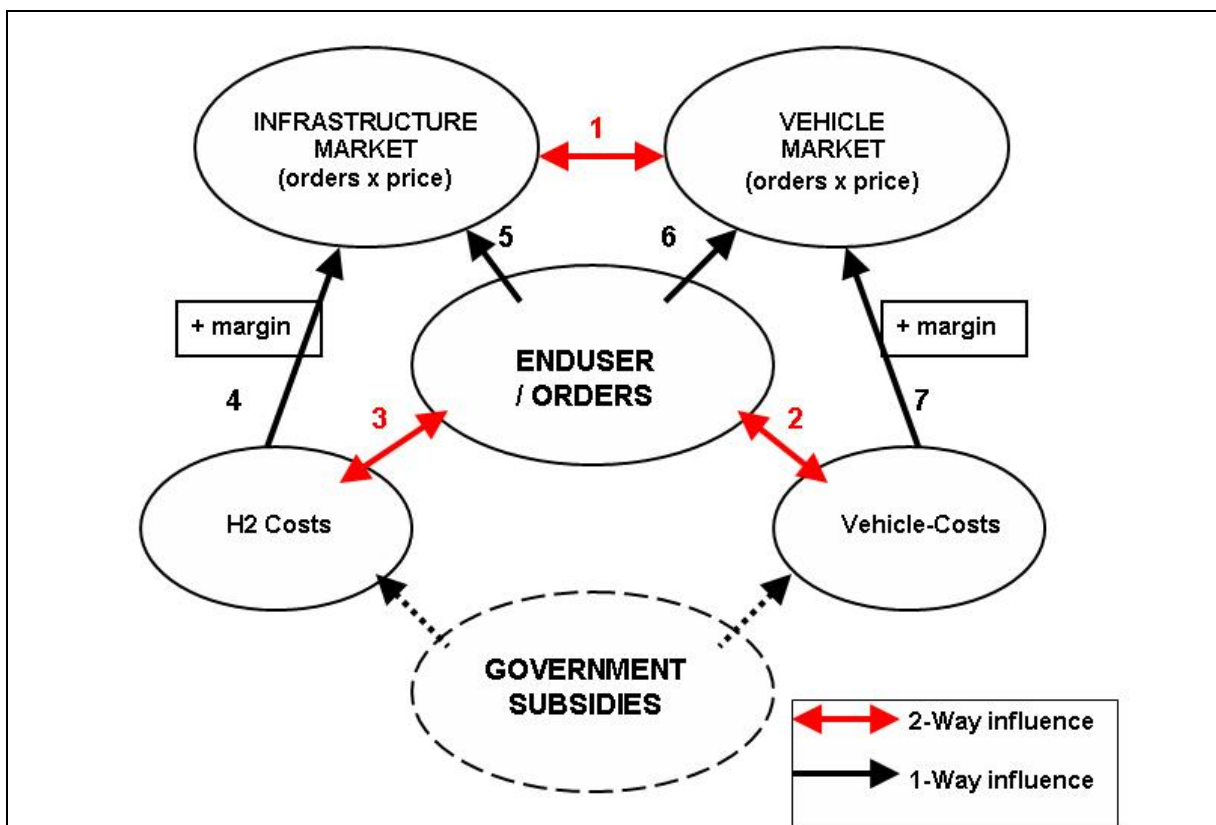 INFRASTRUCTURE
MARKET
(orders x price)
1
VEHICLE
MARKET
(orders x price)
5
6
+ margin
+ margin
ENDUSER
/ ORDERS
4
3
2
7
H2 Costs
Vehicle-Costs
GOVERNMENT
SUBSIDIES
2-Way influence
1-Way influence